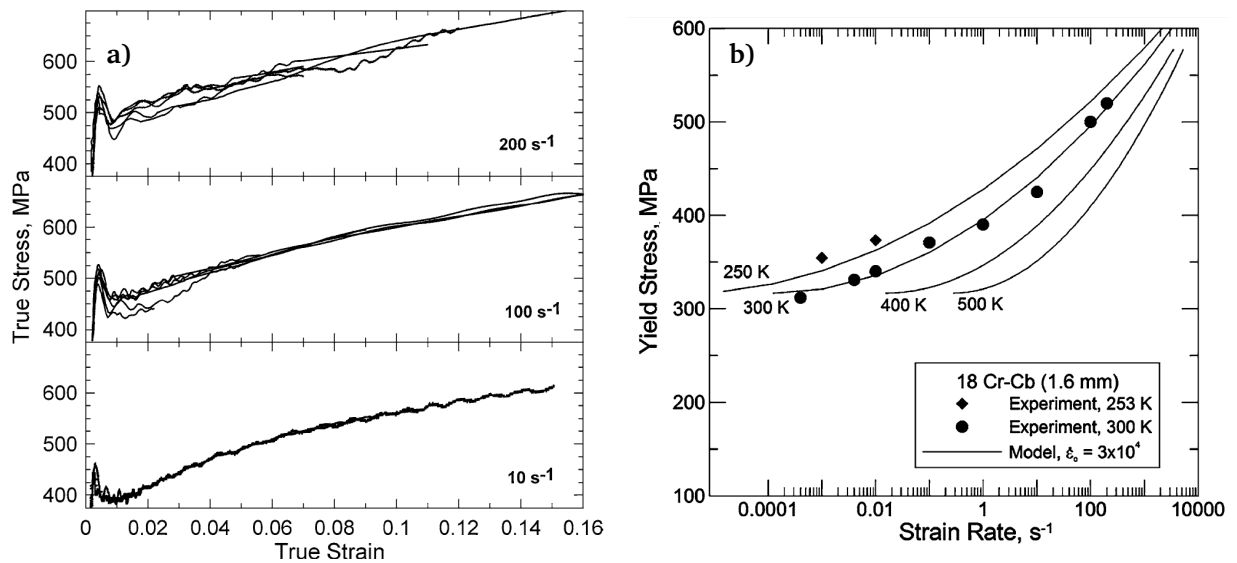 a)
600
500
400
200 s-1
True Stress, MPa
600
500
400
100 s-1
600
500
400
10 s-1
0 0.02 0.04 0.06 0.08 0.1 0.12 0.14 0.16
True Strain
b)
600
500
400
300
200
100
Yield Stress, MPa
250 K
300 K
400 K
500 K
18 Cr-Cb (1.6 mm)
Experiment, 253 K
Experiment, 300 K
Model, ε̇₀ = 3x10⁴
0.0001 0.01 1 100 10000
Strain Rate, s-1